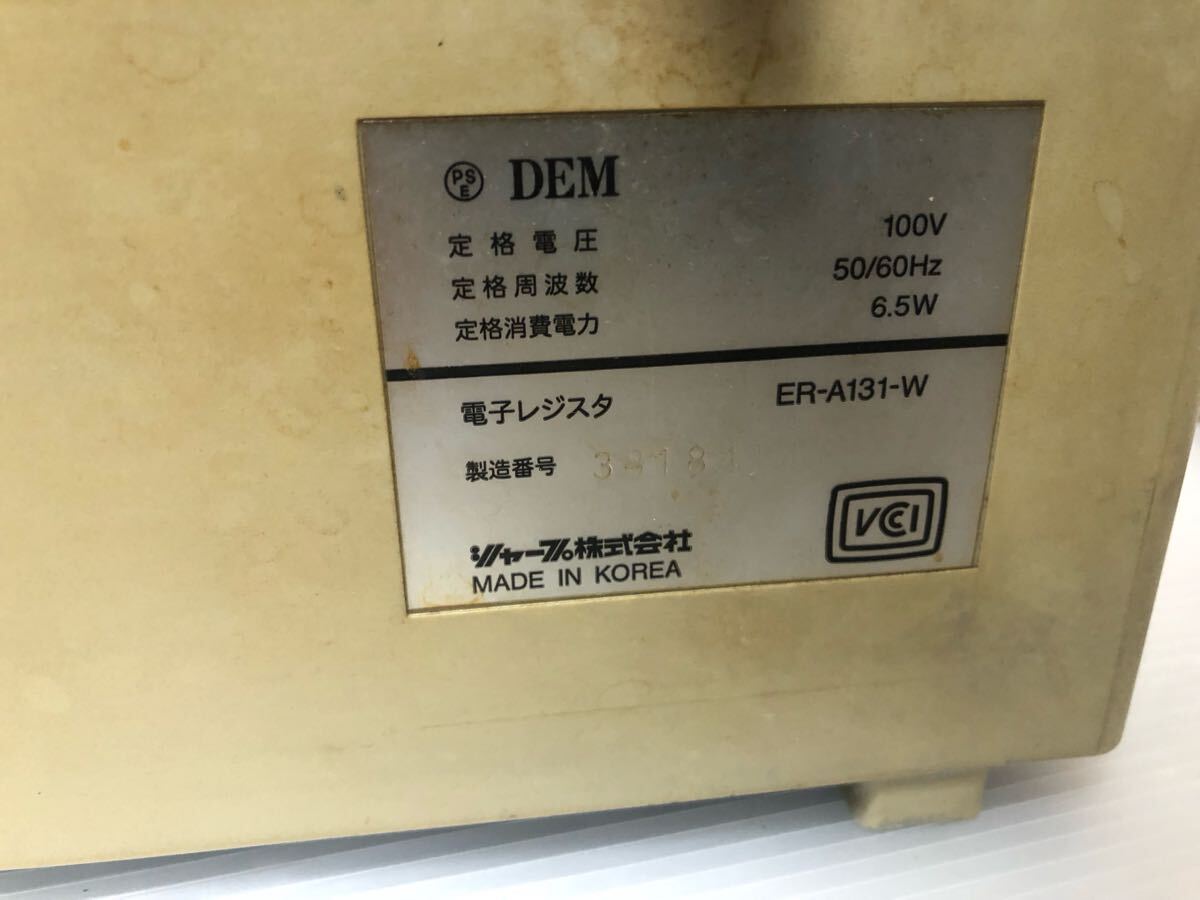 PSE DEM
定格電圧 100V
定格周波数 50/60Hz
定格消費電力 6.5W
電子レジスタ ER-A131-W
製造番号
シャープ株式会社
MADE IN KOREA
VCCI